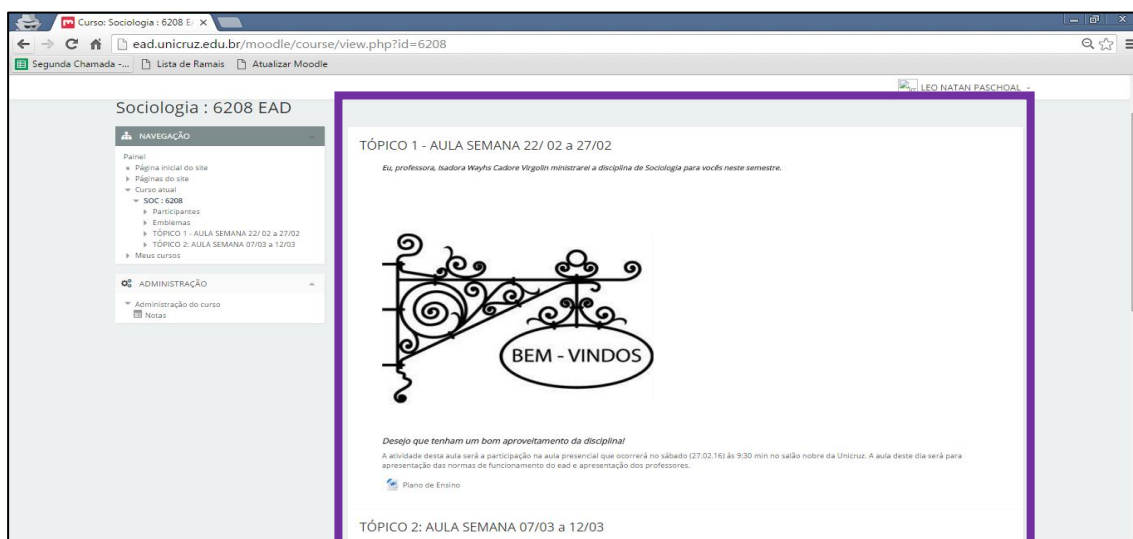 Curso: Sociologia : 6208 E
ead.unicruz.edu.br/moodle/course/view.php?id=6208
Segunda Chamada -...
Lista de Ramais
Atualizar Moodle
LEO NATAN PASCHOAL
Sociologia : 6208 EAD
NAVEGAÇÃO
Painel
Página inicial do site
Páginas do site
Curso atual
SOC : 6208
Participantes
Emblemas
TÓPICO 1 - AULA SEMANA 22/ 02 a 27/02
TÓPICO 2: AULA SEMANA 07/03 a 12/03
Meus cursos
ADMINISTRAÇÃO
Administração do curso
Notas
TÓPICO 1 - AULA SEMANA 22/ 02 a 27/02
Eu, professora, Isadora Wayhs Cadore Virgolin ministrarei a disciplina de Sociologia para vocês neste semestre.
BEM - VINDOS
Desejo que tenham um bom aproveitamento da disciplina!
A atividade desta aula será a participação na aula presencial que ocorrerá no sábado (27.02.16) ás 9:30 min no salão nobre da Unicruz. A aula deste dia será para
apresentação das normas de funcionamento do ead e apresentação dos professores.
Plano de Ensino
TÓPICO 2: AULA SEMANA 07/03 a 12/03